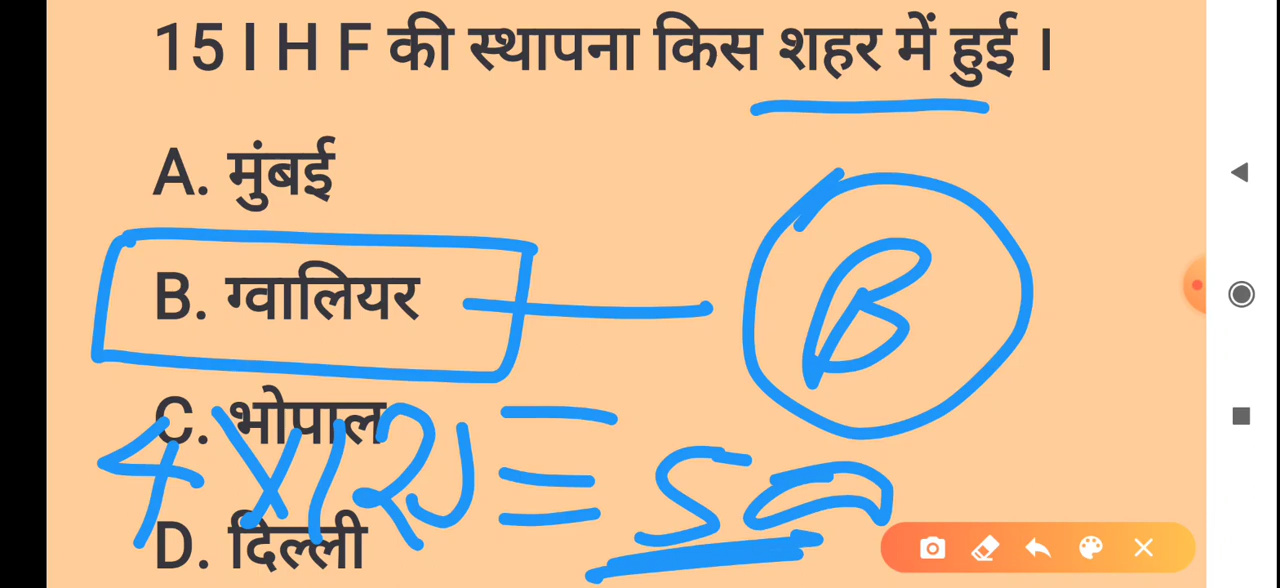 15 I H F की स्थापना किस शहर में हुई ।
A. मुंबई
B. ग्वालियर
B
C. भोपाल
D. दिल्ली